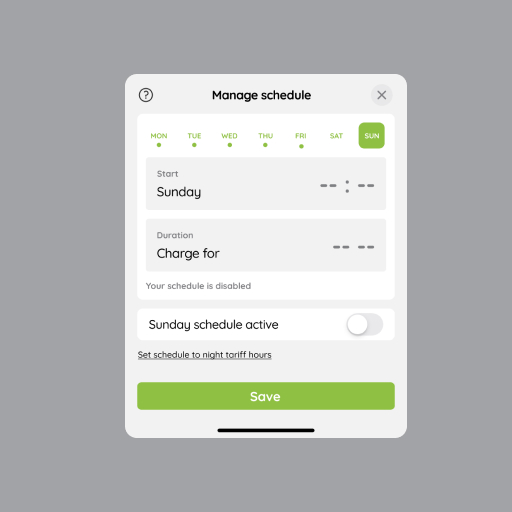 ?
Manage schedule
MON TUE WED THU FRI SAT SUN
Start
Sunday
-- : --
Duration
Charge for
-- --
Your schedule is disabled
Sunday schedule active
Set schedule to night tariff hours
Save